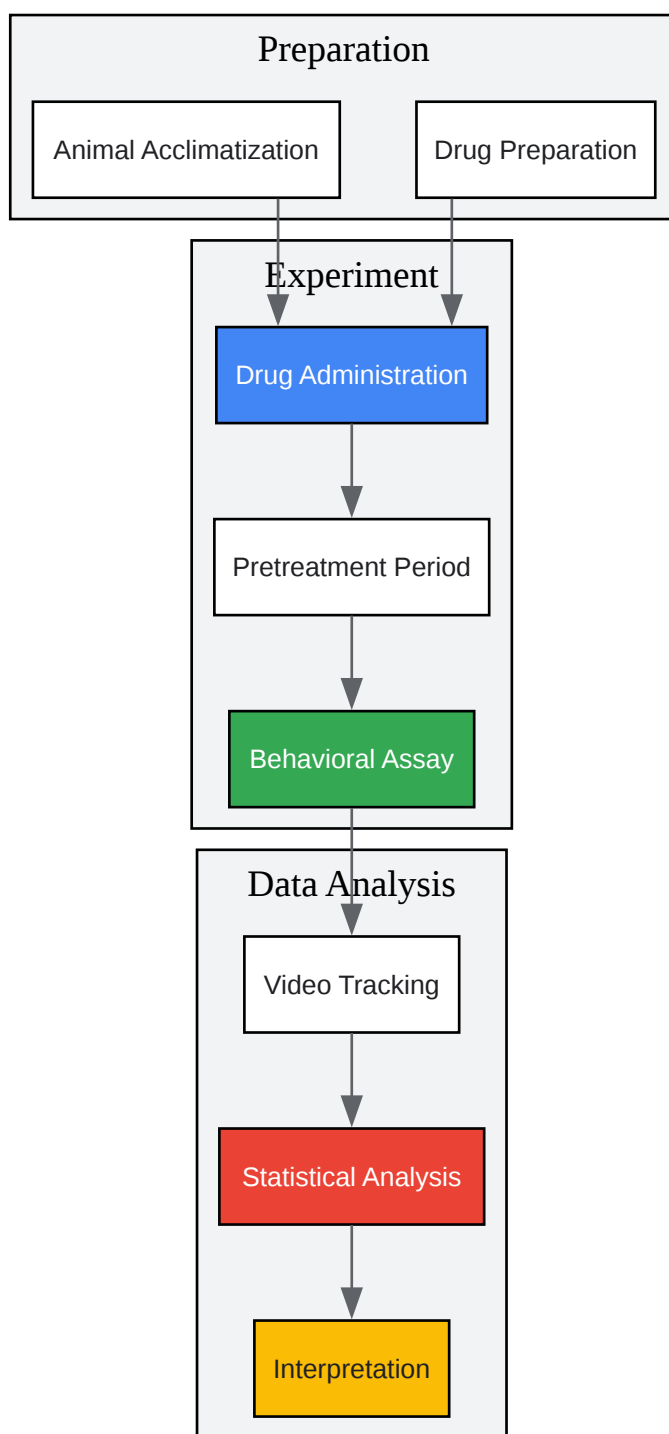 Preparation
Animal Acclimatization
Drug Preparation
Experiment
Drug Administration
Pretreatment Period
Behavioral Assay
Data Analysis
Video Tracking
Statistical Analysis
Interpretation